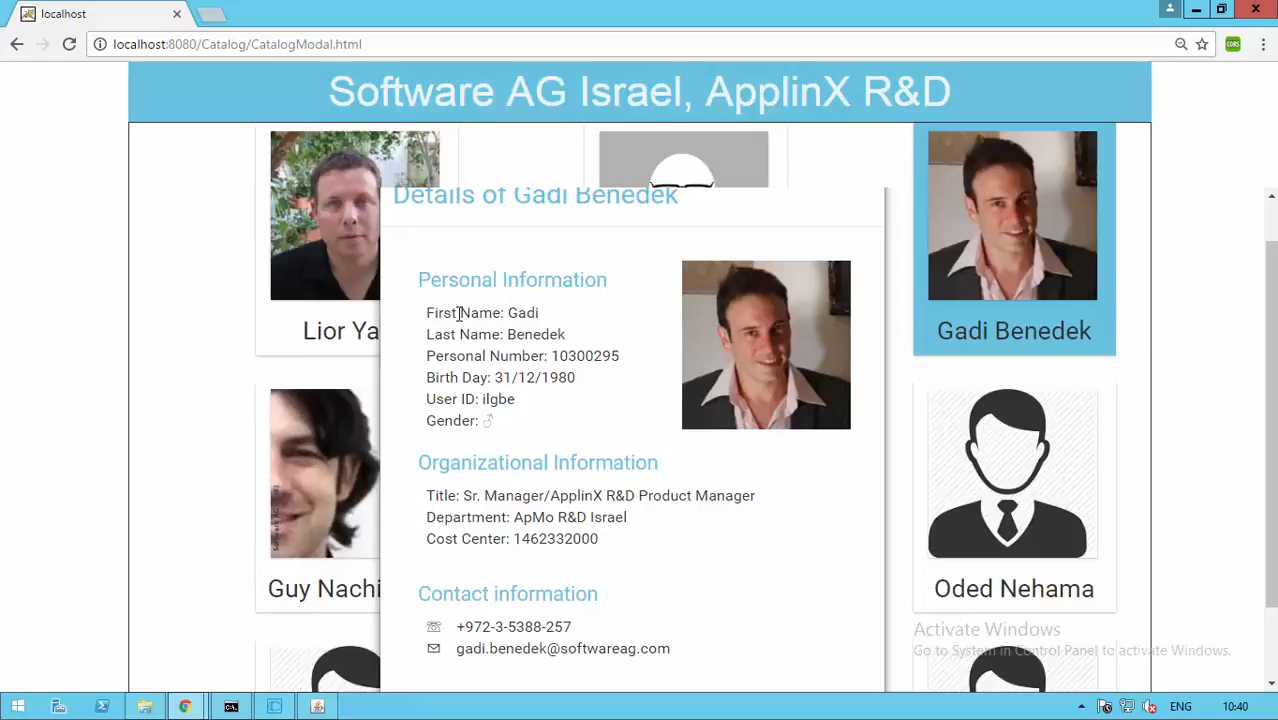 localhost
localhost:8080/Catalog/CatalogModal.html
Software AG Israel, ApplinX R&D
Details of Gadi Benedek
Personal Information
First Name: Gadi
Last Name: Benedek
Personal Number: 10300295
Birth Day: 31/12/1980
User ID: ilgbe
Gender: ♂
Organizational Information
Title: Sr. Manager/ApplinX R&D Product Manager
Department: ApMo R&D Israel
Cost Center: 1462332000
Contact information
+972-3-5388-257
gadi.benedek@softwareag.com
Lior Ya
Gadi Benedek
Guy Nachi
Oded Nehama
Activate Windows
Go to System in Control Panel to activate Windows.
ENG
10:40